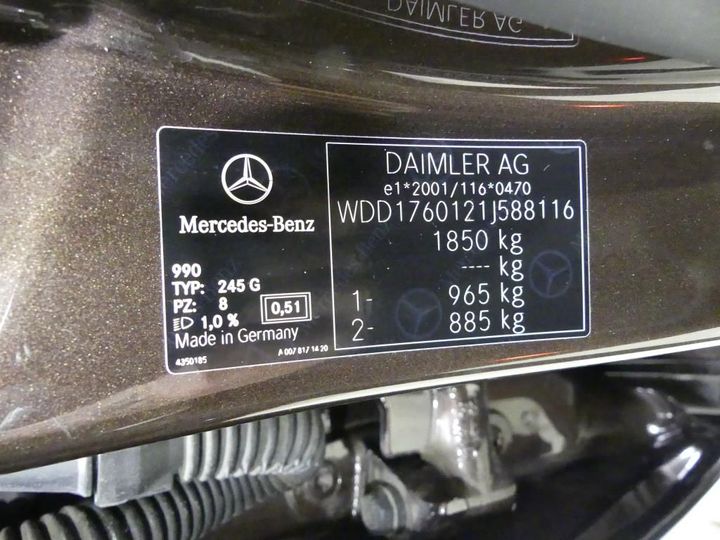 DAIMLER AG
DAIMLER AG
e1*2001/116*0470
WDD1760121J588116
1850 kg
---- kg
1- 965 kg
2- 885 kg
Mercedes-Benz
990
TYP: 245 G
PZ: 8
0,51
1,0 %
Made in Germany
4350185
A 007 817 14 20